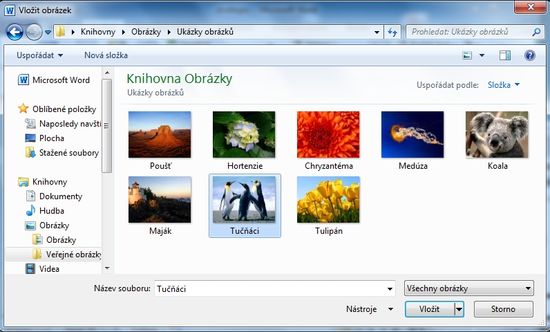 Vložit obrázek
Knihovny ▸ Obrázky ▸ Ukázky obrázků
Prohledat: Ukázky obrázků
Uspořádat
Nová složka
Microsoft Word
Oblíbené položky
Naposledy navští
Plocha
Stažené soubory
Knihovny
Dokumenty
Hudba
Obrázky
Obrázky
Veřejné obrázky
Videa
Knihovna Obrázky
Ukázky obrázků
Uspořádat podle: Složka
Poušť
Hortenzie
Chryzantéma
Medúza
Koala
Maják
Tučňáci
Tulipán
Název souboru: Tučňáci
Všechny obrázky
Nástroje
Vložit
Storno